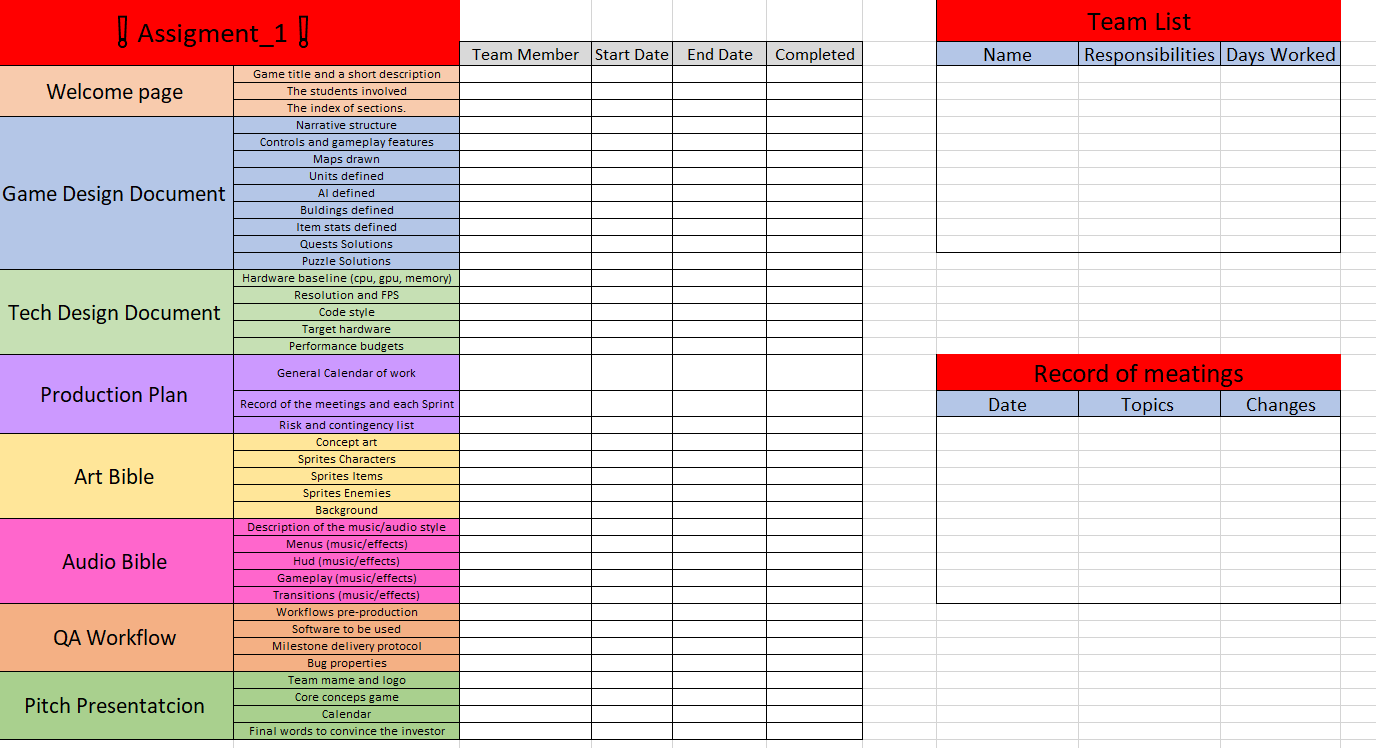 ❗ Assigment_1 ❗
Team Member
Start Date
End Date
Completed
Welcome page
Game title and a short description
The students involved
The index of sections.
Game Design Document
Narrative structure
Controls and gameplay features
Maps drawn
Units defined
AI defined
Buldings defined
Item stats defined
Quests Solutions
Puzzle Solutions
Tech Design Document
Hardware baseline (cpu, gpu, memory)
Resolution and FPS
Code style
Target hardware
Performance budgets
Production Plan
General Calendar of work
Record of the meetings and each Sprint
Risk and contingency list
Art Bible
Concept art
Sprites Characters
Sprites Items
Sprites Enemies
Background
Audio Bible
Description of the music/audio style
Menus (music/effects)
Hud (music/effects)
Gameplay (music/effects)
Transitions (music/effects)
QA Workflow
Workflows pre-production
Software to be used
Milestone delivery protocol
Bug properties
Pitch Presentatcion
Team mame and logo
Core conceps game
Calendar
Final words to convince the investor
Team List
Name
Responsibilities
Days Worked
Record of meatings
Date
Topics
Changes